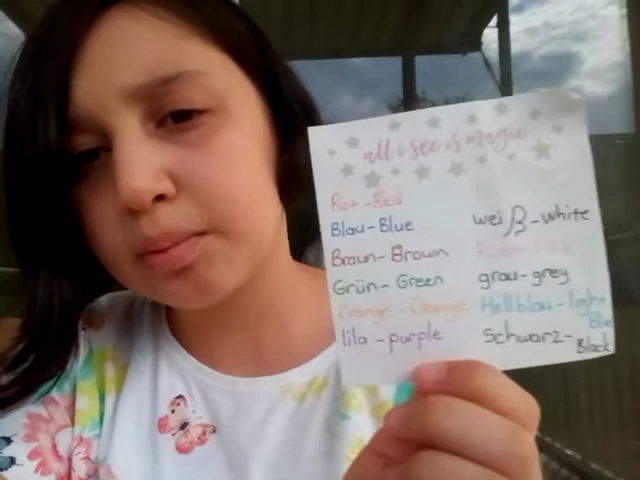 all i see is magic
Rot-Red
Blau-Blue
Braun-Brown
Grün-Green
Orange-Orange
lila-purple
weiß-white
Rosa-Pink
grau-grey
Hellblau-light
Blue
Schwarz-
Black